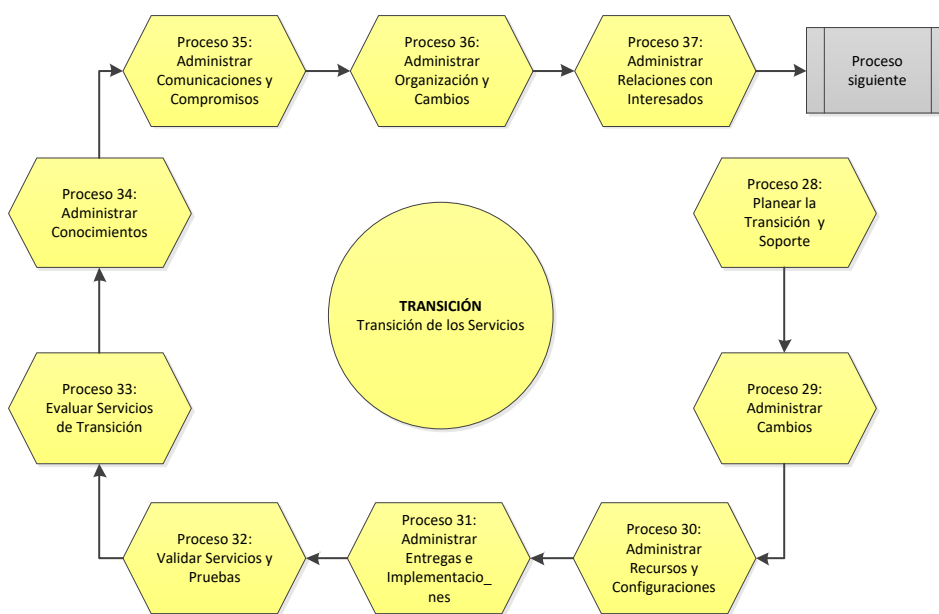 Proceso 35:
Administrar
Comunicaciones y
Compromisos
Proceso 36:
Administrar
Organización y
Cambios
Proceso 37:
Administrar
Relaciones con
Interesados
Proceso
siguiente
Proceso 34:
Administrar
Conocimientos
Proceso 28:
Planear la
Transición y
Soporte
TRANSICIÓN
Transición de los Servicios
Proceso 33:
Evaluar Servicios
de Transición
Proceso 29:
Administrar
Cambios
Proceso 32:
Validar Servicios y
Pruebas
Proceso 31:
Administrar
Entregas e
Implementacio_
nes
Proceso 30:
Administrar
Recursos y
Configuraciones